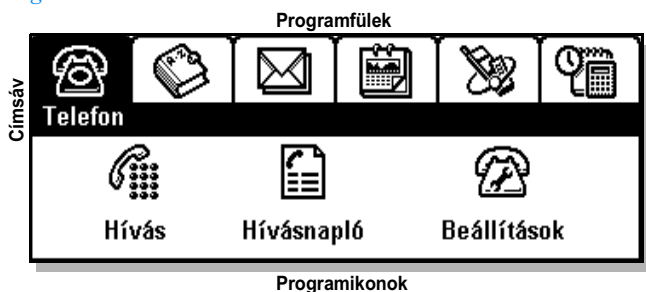 Programfülek
Címsáv
Telefon
Hívás Hívásnapló Beállítások
Programikonok